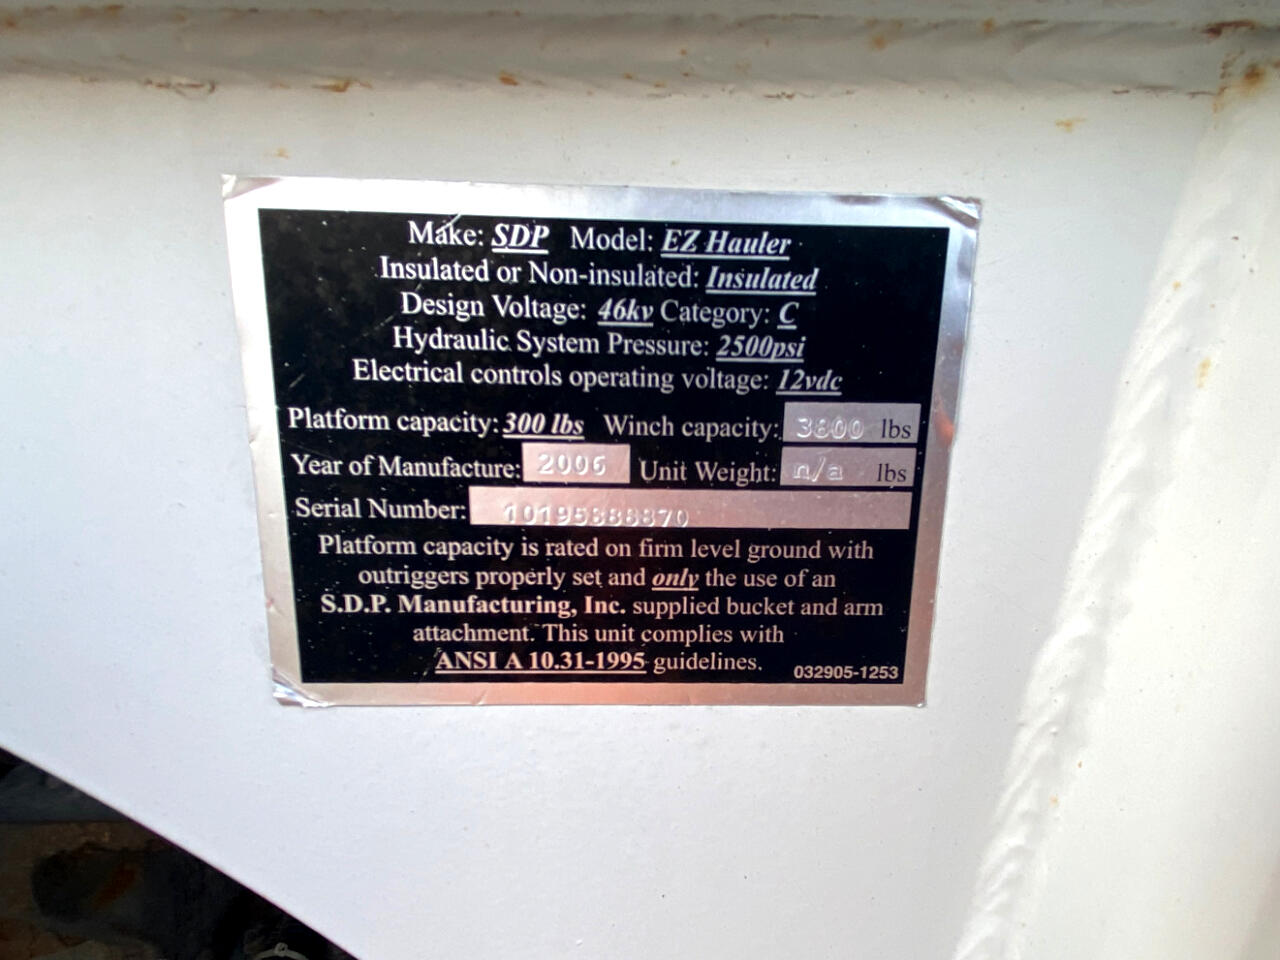 Make: SDP Model: EZ Hauler
Insulated or Non-insulated: Insulated
Design Voltage: 46kv Category: C
Hydraulic System Pressure: 2500psi
Electrical controls operating voltage: 12vdc
Platform capacity: 300 lbs Winch capacity: 3800 lbs
Year of Manufacture: 2006 Unit Weight: n/a lbs
Serial Number:
Platform capacity is rated on firm level ground with
outriggers properly set and only the use of an
S.D.P. Manufacturing, Inc. supplied bucket and arm
attachment. This unit complies with
ANSI A 10.31-1995 guidelines.
032905-1253